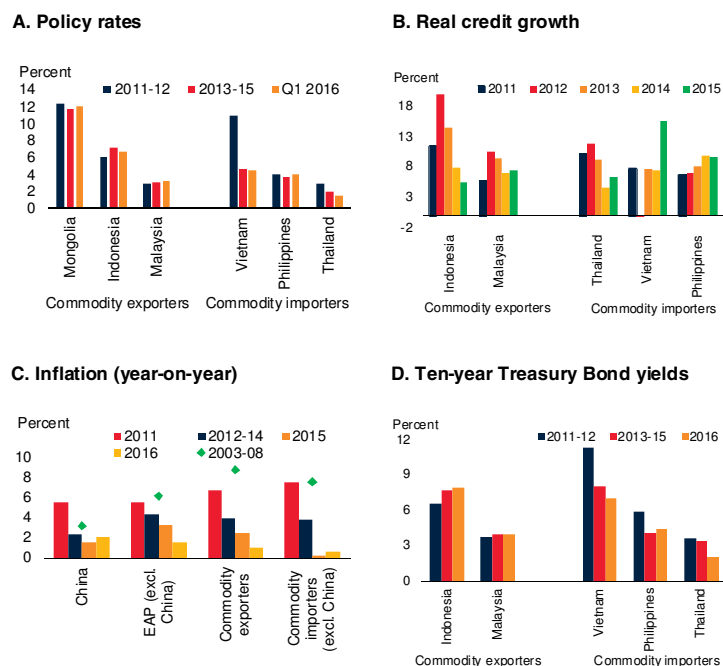 A. Policy rates
Percent
2011-12 2013-15 Q1 2016
14
12
10
8
6
4
2
0
Mongolia
Indonesia
Malaysia
Vietnam
Philippines
Thailand
Commodity exporters
Commodity importers
B. Real credit growth
Percent
2011 2012 2013 2014 2015
18
13
8
3
-2
Indonesia
Malaysia
Thailand
Vietnam
Philippines
Commodity exporters
Commodity importers
C. Inflation (year-on-year)
Percent
2011 2012-14 2015
2016 2003-08
10
8
6
4
2
0
China
EAP (excl.
China)
Commodity
exporters
Commodity
importers
(excl. China)
D. Ten-year Treasury Bond yields
Percent
2011-12 2013-15 2016
12
9
6
3
0
Indonesia
Malaysia
Vietnam
Philippines
Thailand
Commodity exporters
Commodity importers